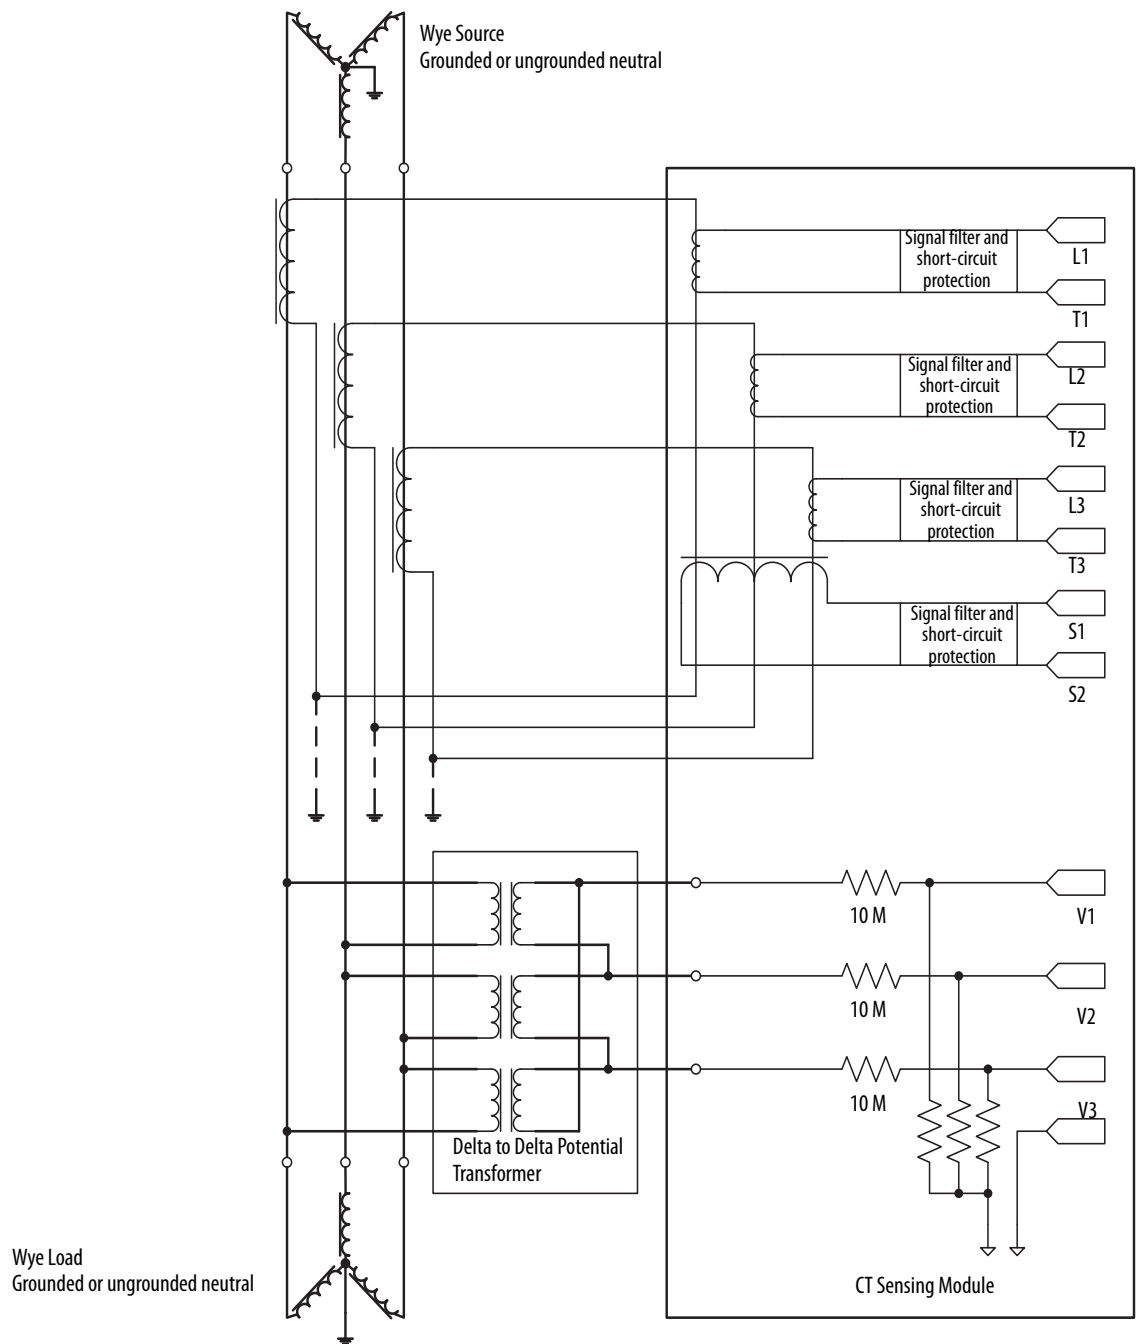 Wye Source
Grounded or ungrounded neutral
Signal filter and
short-circuit
protection
L1
T1
Signal filter and
short-circuit
protection
L2
T2
Signal filter and
short-circuit
protection
L3
T3
Signal filter and
short-circuit
protection
S1
S2
10 M
V1
10 M
V2
10 M
V3
Delta to Delta Potential
Transformer
Wye Load
Grounded or ungrounded neutral
CT Sensing Module